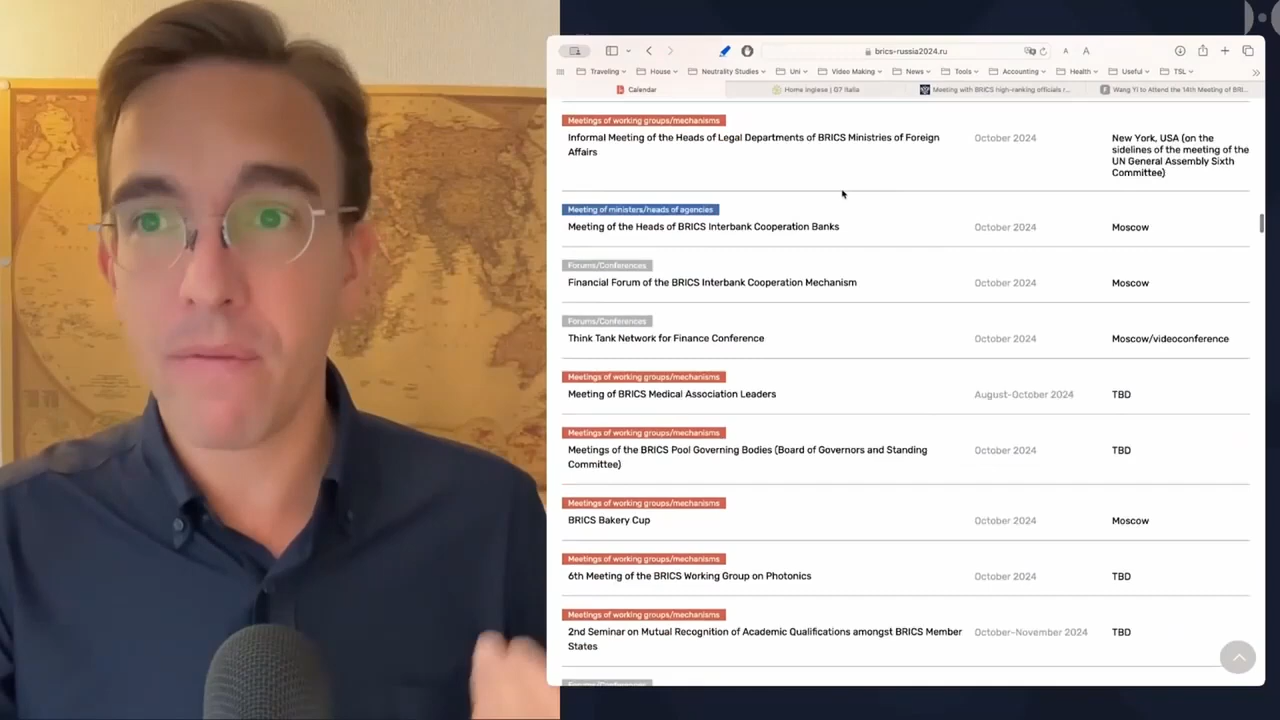 brics-russia2024.ru
A
A
Traveling
House
Neutrality Studies
Uni
Video Making
News
Tools
Accounting
Health
Useful
TSL
Calendar
Home inglese | G7 Italia
Meeting with BRICS high-ranking officials r...
Wang Yi to Attend the 14th Meeting of BRI...
Meetings of working groups/mechanisms
Informal Meeting of the Heads of Legal Departments of BRICS Ministries of Foreign
Affairs
October 2024
New York, USA (on the
sidelines of the meeting of the
UN General Assembly Sixth
Committee)
Meeting of ministers/heads of agencies
Meeting of the Heads of BRICS Interbank Cooperation Banks
October 2024
Moscow
Forums/Conferences
Financial Forum of the BRICS Interbank Cooperation Mechanism
October 2024
Moscow
Forums/Conferences
Think Tank Network for Finance Conference
October 2024
Moscow/videoconference
Meetings of working groups/mechanisms
Meeting of BRICS Medical Association Leaders
August-October 2024
TBD
Meetings of working groups/mechanisms
Meetings of the BRICS Pool Governing Bodies (Board of Governors and Standing
Committee)
October 2024
TBD
Meetings of working groups/mechanisms
BRICS Bakery Cup
October 2024
Moscow
Meetings of working groups/mechanisms
6th Meeting of the BRICS Working Group on Photonics
October 2024
TBD
Meetings of working groups/mechanisms
2nd Seminar on Mutual Recognition of Academic Qualifications amongst BRICS Member
States
October-November 2024
TBD